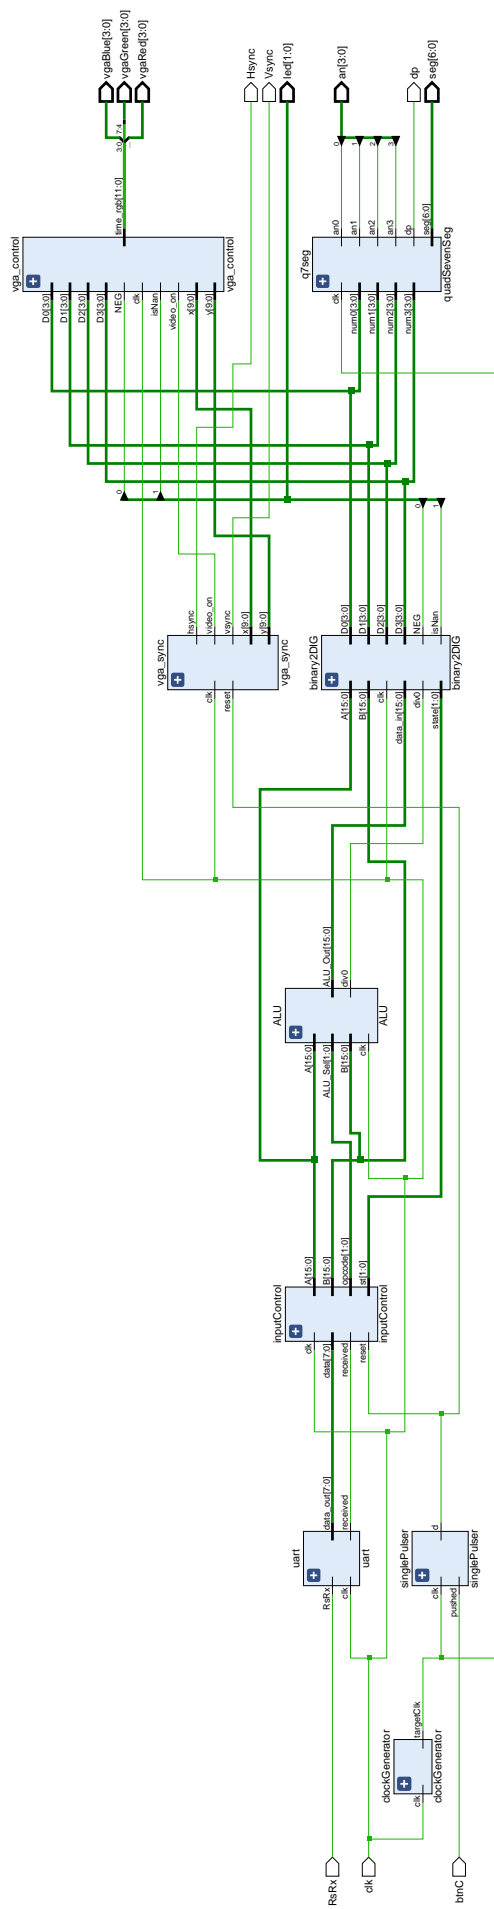 vgaBlue[3:0]
vgaGreen[3:0]
vgaRed[3:0]
Hsync
Vsync
led[1:0]
an[3:0]
dp
seg[6:0]
3:0
7:4
0
1
2
3
vga_control
time_rgb[11:0]
D0[3:0]
D1[3:0]
D2[3:0]
D3[3:0]
NEG
clk
isNan
video_on
x[9:0]
y[9:0]
vga_control
q7seg
an0
an1
an2
an3
dp
seg[6:0]
clk
num0[3:0]
num1[3:0]
num2[3:0]
num3[3:0]
quadSevenSeg
0
1
0
1
vga_sync
hsync
video_on
vsync
x[9:0]
y[9:0]
clk
reset
vga_sync
binary2DIG
D0[3:0]
D1[3:0]
D2[3:0]
D3[3:0]
NEG
isNan
A[15:0]
B[15:0]
clk
data_in[15:0]
div0
state[1:0]
binary2DIG
ALU
ALU_Out[15:0]
div0
A[15:0]
ALU_Sel[1:0]
B[15:0]
clk
ALU
inputControl
A[15:0]
B[15:0]
opcode[1:0]
st[1:0]
clk
data[7:0]
received
reset
inputControl
uart
data_out[7:0]
received
RsRx
clk
uart
singlePulser
d
clk
pushed
singlePulser
clockGenerator
targetClk
clk
clockGenerator
RsRx
clk
btnC